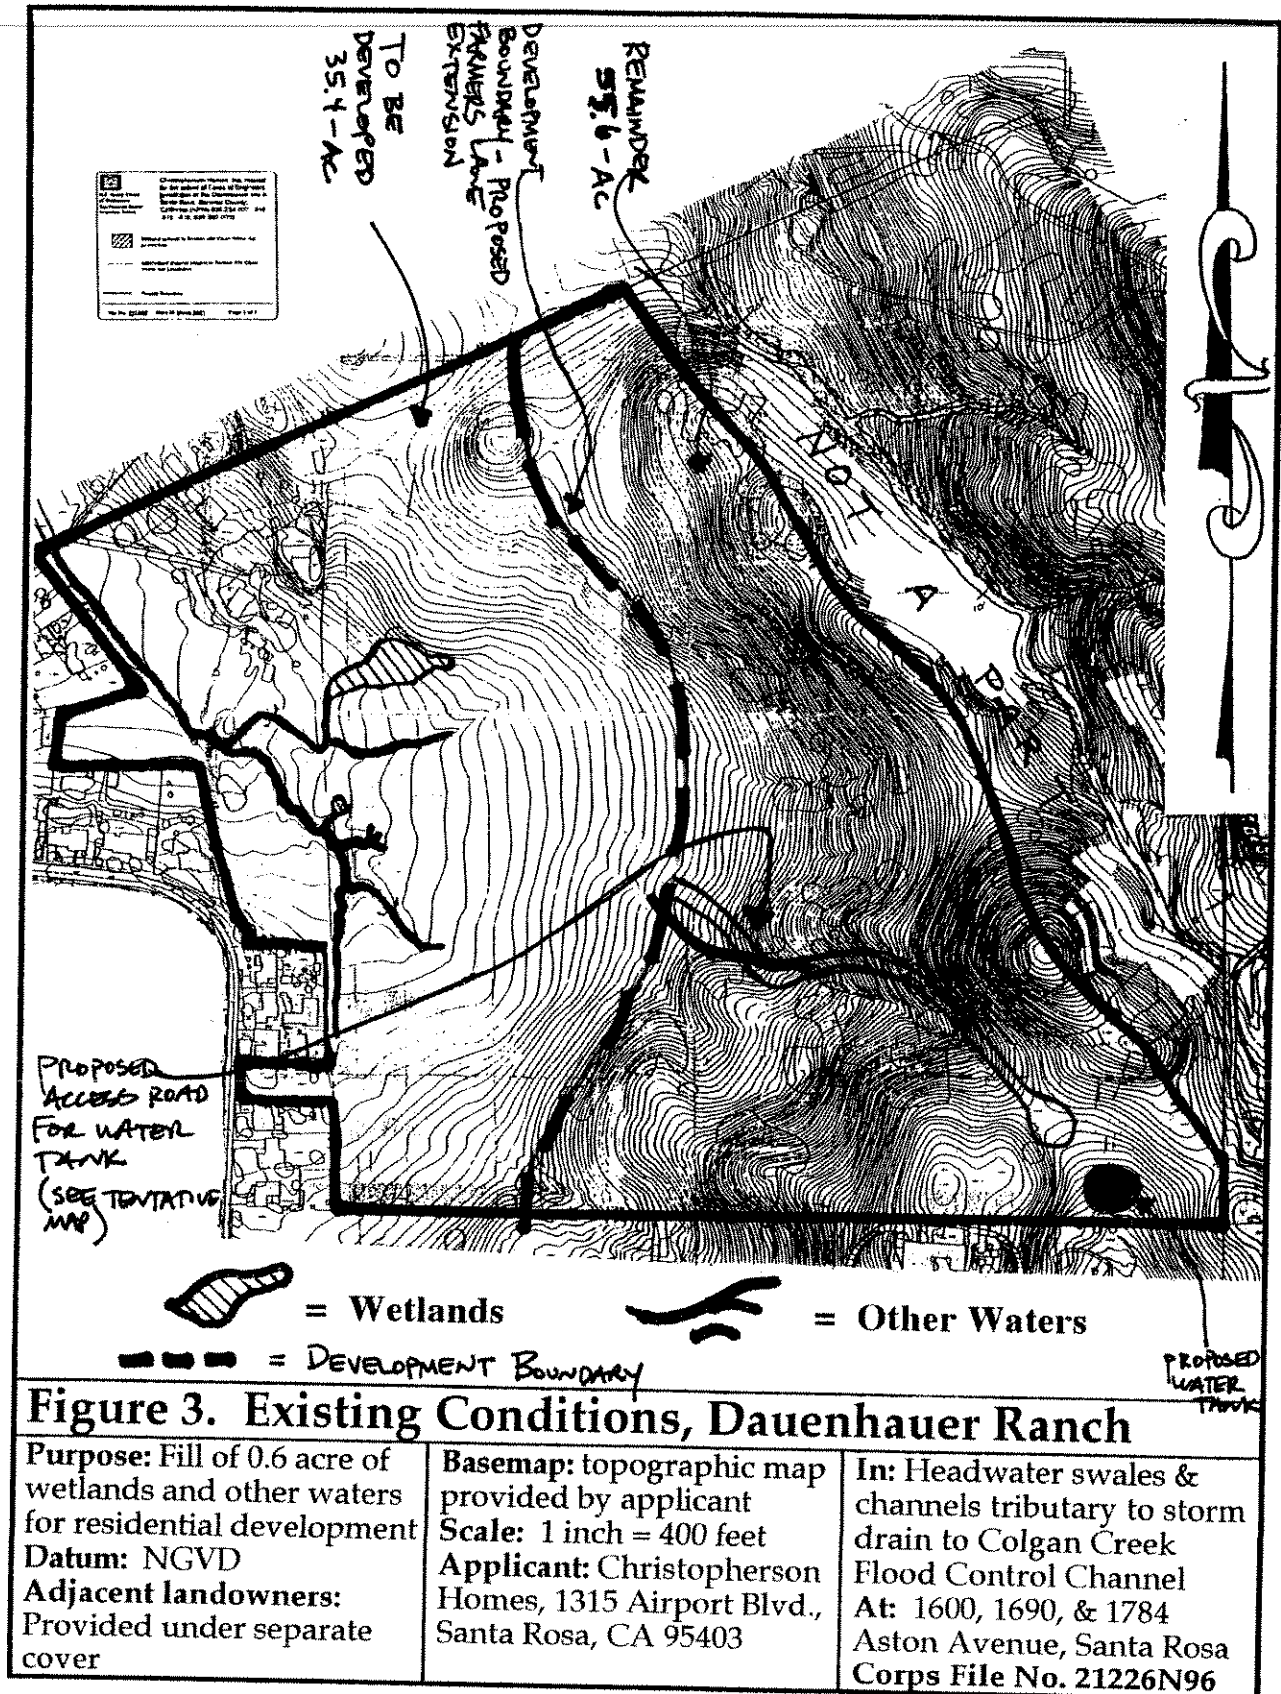 REMAINDER
55.6-AC
DEVELOPMENT
BOUNDARY - PROPOSED
FARMERS LANE
EXTENSION
TO BE
DEVELOPED
35.4-AC
NOT A PART
PROPOSED
ACCESS ROAD
FOR WATER
TANK
(SEE TENTATIVE
MAP)
= Wetlands
= Other Waters
= DEVELOPMENT BOUNDARY
PROPOSED
WATER
TANK
Figure 3. Existing Conditions, Dauenhauer Ranch
Purpose: Fill of 0.6 acre of
wetlands and other waters
for residential development
Datum: NGVD
Adjacent landowners:
Provided under separate
cover
Basemap: topographic map
provided by applicant
Scale: 1 inch = 400 feet
Applicant: Christopherson
Homes, 1315 Airport Blvd.,
Santa Rosa, CA 95403
In: Headwater swales &
channels tributary to storm
drain to Colgan Creek
Flood Control Channel
At: 1600, 1690, & 1784
Aston Avenue, Santa Rosa
Corps File No. 21226N96